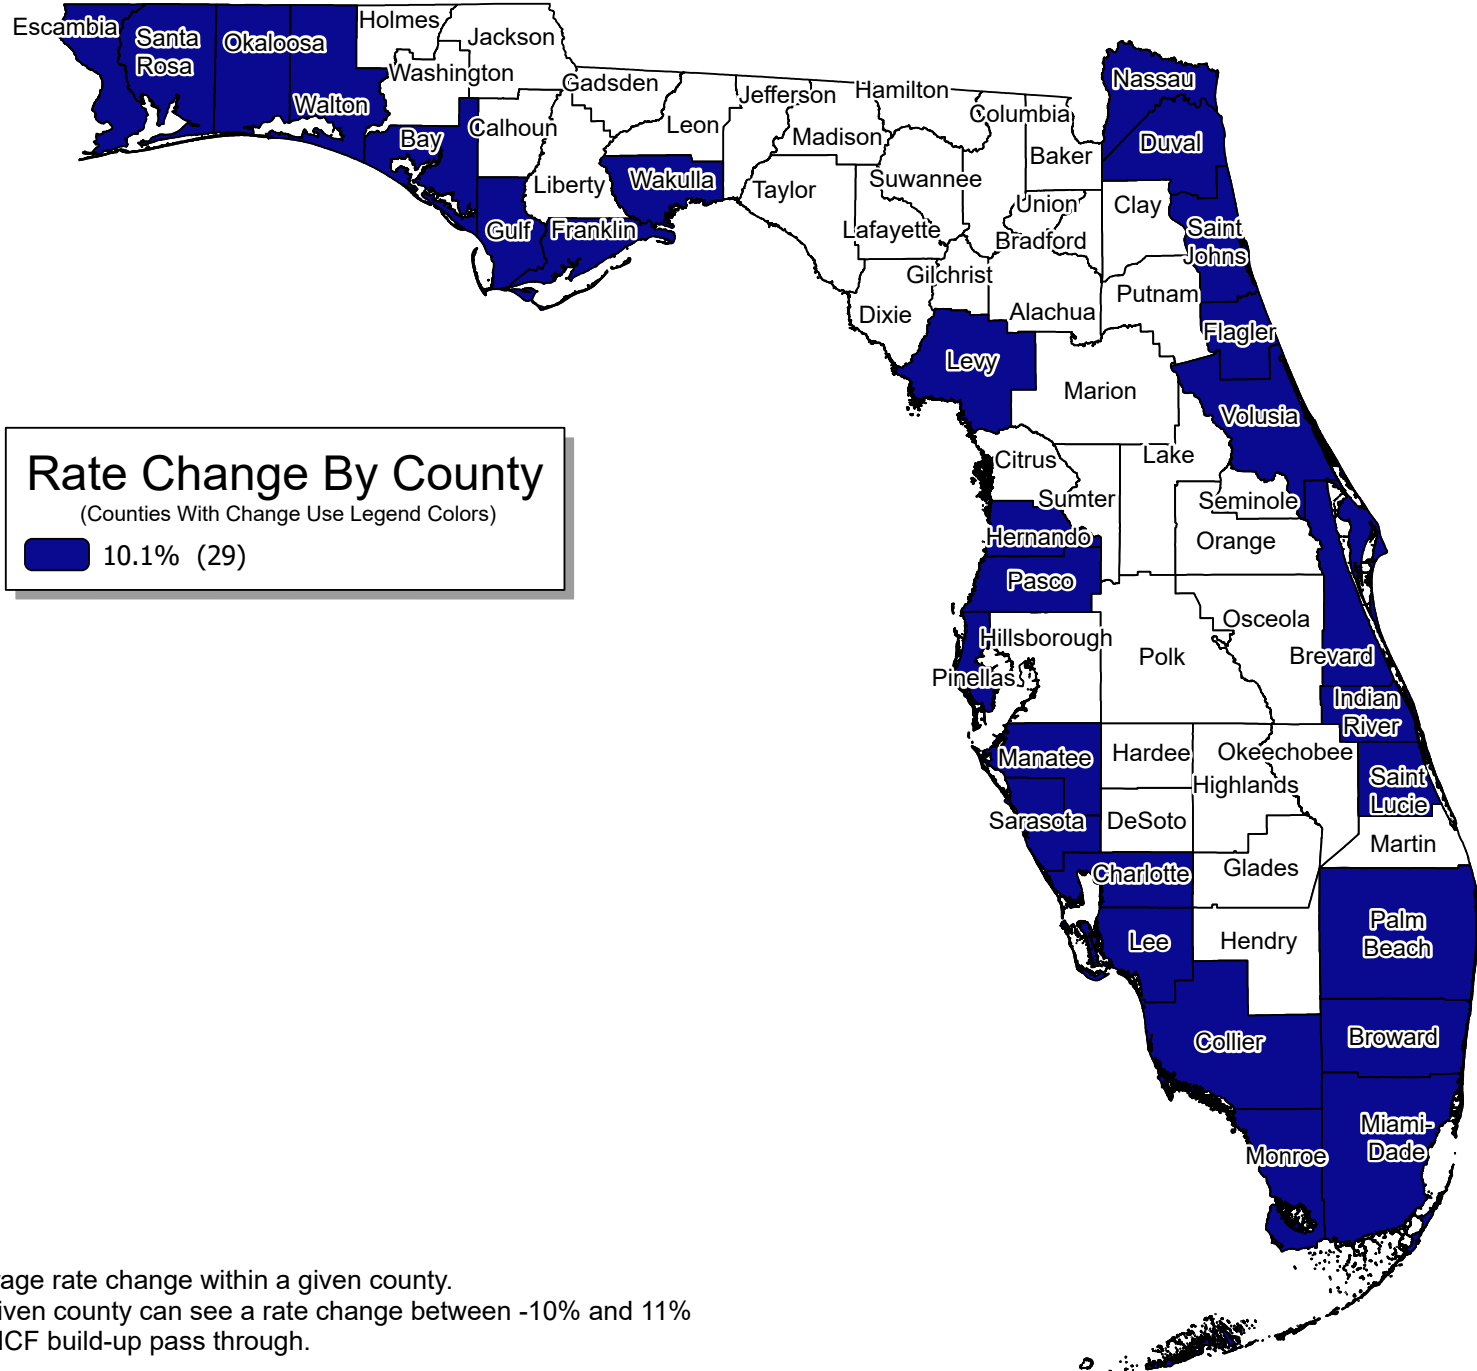 Escambia
Santa
Rosa
Okaloosa
Walton
Holmes
Jackson
Washington
Bay
Calhoun
Gadsden
Liberty
Gulf
Franklin
Leon
Wakulla
Jefferson
Madison
Taylor
Hamilton
Suwannee
Lafayette
Columbia
Baker
Union
Bradford
Gilchrist
Dixie
Alachua
Nassau
Duval
Clay
Saint
Johns
Putnam
Flagler
Levy
Marion
Volusia
Rate Change By County
(Counties With Change Use Legend Colors)
10.1% (29)
Citrus
Lake
Sumter
Seminole
Hernando
Orange
Pasco
Osceola
Hillsborough
Polk
Brevard
Pinellas
Indian
River
Manatee
Hardee
Okeechobee
Highlands
Saint
Lucie
Sarasota
DeSoto
Martin
Charlotte
Glades
Palm
Beach
Lee
Hendry
Collier
Broward
Miami-
Dade
Monroe
age rate change within a given county.
iven county can see a rate change between -10% and 11%
CF build-up pass through.